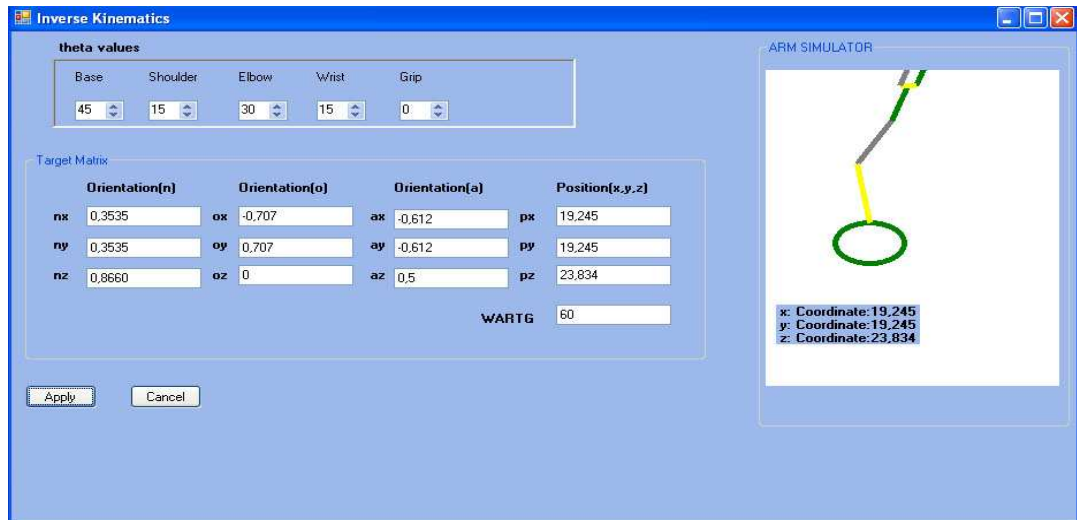 Inverse Kinematics
theta values
Base Shoulder Elbow Wrist Grip
45 15 30 15 0
Target Matrix
Orientation(n) Orientation(o) Orientation(a) Position(x,y,z)
nx 0,3535 ox -0,707 ax -0,612 px 19,245
ny 0,3535 oy 0,707 ay -0,612 py 19,245
nz 0,8660 oz 0 az 0,5 pz 23,834
WARTG 60
Apply Cancel
ARM SIMULATOR
x: Coordinate:19,245
y: Coordinate:19,245
z: Coordinate:23,834